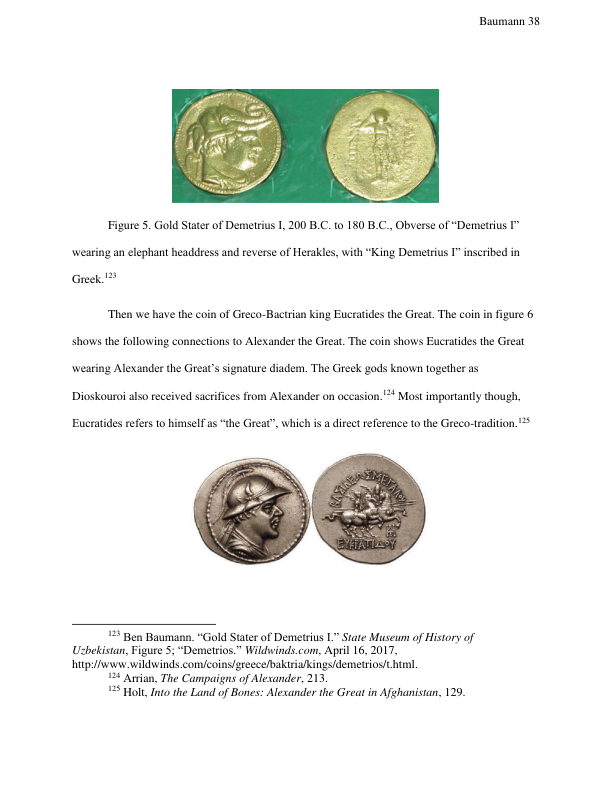 Baumann 38
Figure 5. Gold Stater of Demetrius I, 200 B.C. to 180 B.C., Obverse of “Demetrius I”
wearing an elephant headdress and reverse of Herakles, with “King Demetrius I” inscribed in
Greek.123
Then we have the coin of Greco-Bactrian king Eucratides the Great. The coin in figure 6
shows the following connections to Alexander the Great. The coin shows Eucratides the Great
wearing Alexander the Great’s signature diadem. The Greek gods known together as
Dioskouroi also received sacrifices from Alexander on occasion.124 Most importantly though,
Eucratides refers to himself as “the Great”, which is a direct reference to the Greco-tradition.125
123 Ben Baumann. “Gold Stater of Demetrius I.” State Museum of History of
Uzbekistan, Figure 5; “Demetrios.” Wildwinds.com, April 16, 2017,
http://www.wildwinds.com/coins/greece/baktria/kings/demetrios/t.html.
124 Arrian, The Campaigns of Alexander, 213.
125 Holt, Into the Land of Bones: Alexander the Great in Afghanistan, 129.